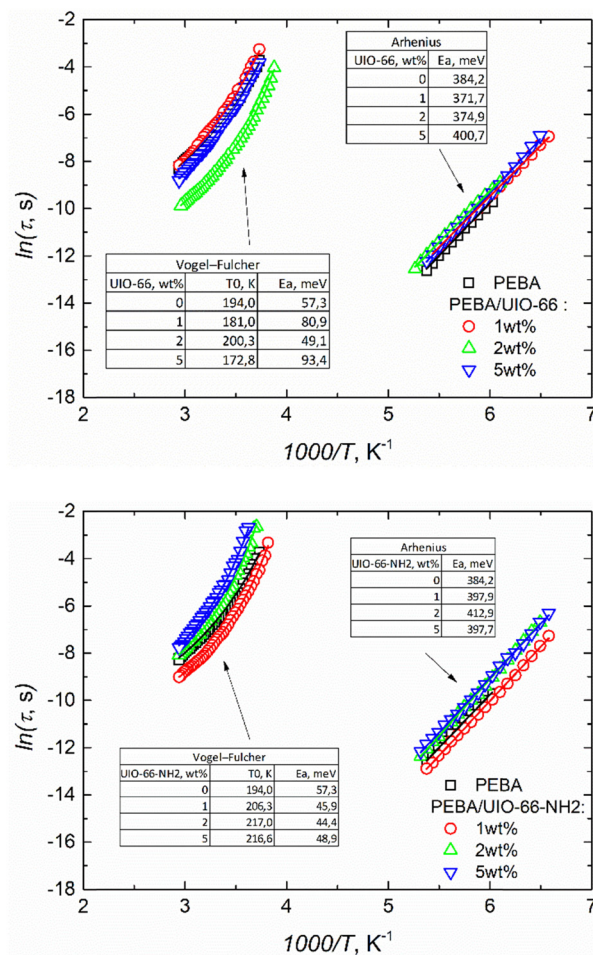 -2
-4
-6
-8
-10
-12
-14
-16
-18
ln(τ, s)
2 3 4 5 6 7
1000/T, K⁻¹
Arhenius
UIO-66, wt% Ea, meV
0 384,2
1 371,7
2 374,9
5 400,7
Vogel–Fulcher
UIO-66, wt% T0, K Ea, meV
0 194,0 57,3
1 181,0 80,9
2 200,3 49,1
5 172,8 93,4
PEBA
PEBA/UIO-66 :
1wt%
2wt%
5wt%
-2
-4
-6
-8
-10
-12
-14
-16
-18
ln(τ, s)
2 3 4 5 6 7
1000/T, K⁻¹
Arhenius
UIO-66-NH2, wt% Ea, meV
0 384,2
1 397,9
2 412,9
5 397,7
Vogel–Fulcher
UIO-66-NH2, wt% T0, K Ea, meV
0 194,0 57,3
1 206,3 45,9
2 217,0 44,4
5 216,6 48,9
PEBA
PEBA/UIO-66-NH2:
1wt%
2wt%
5wt%